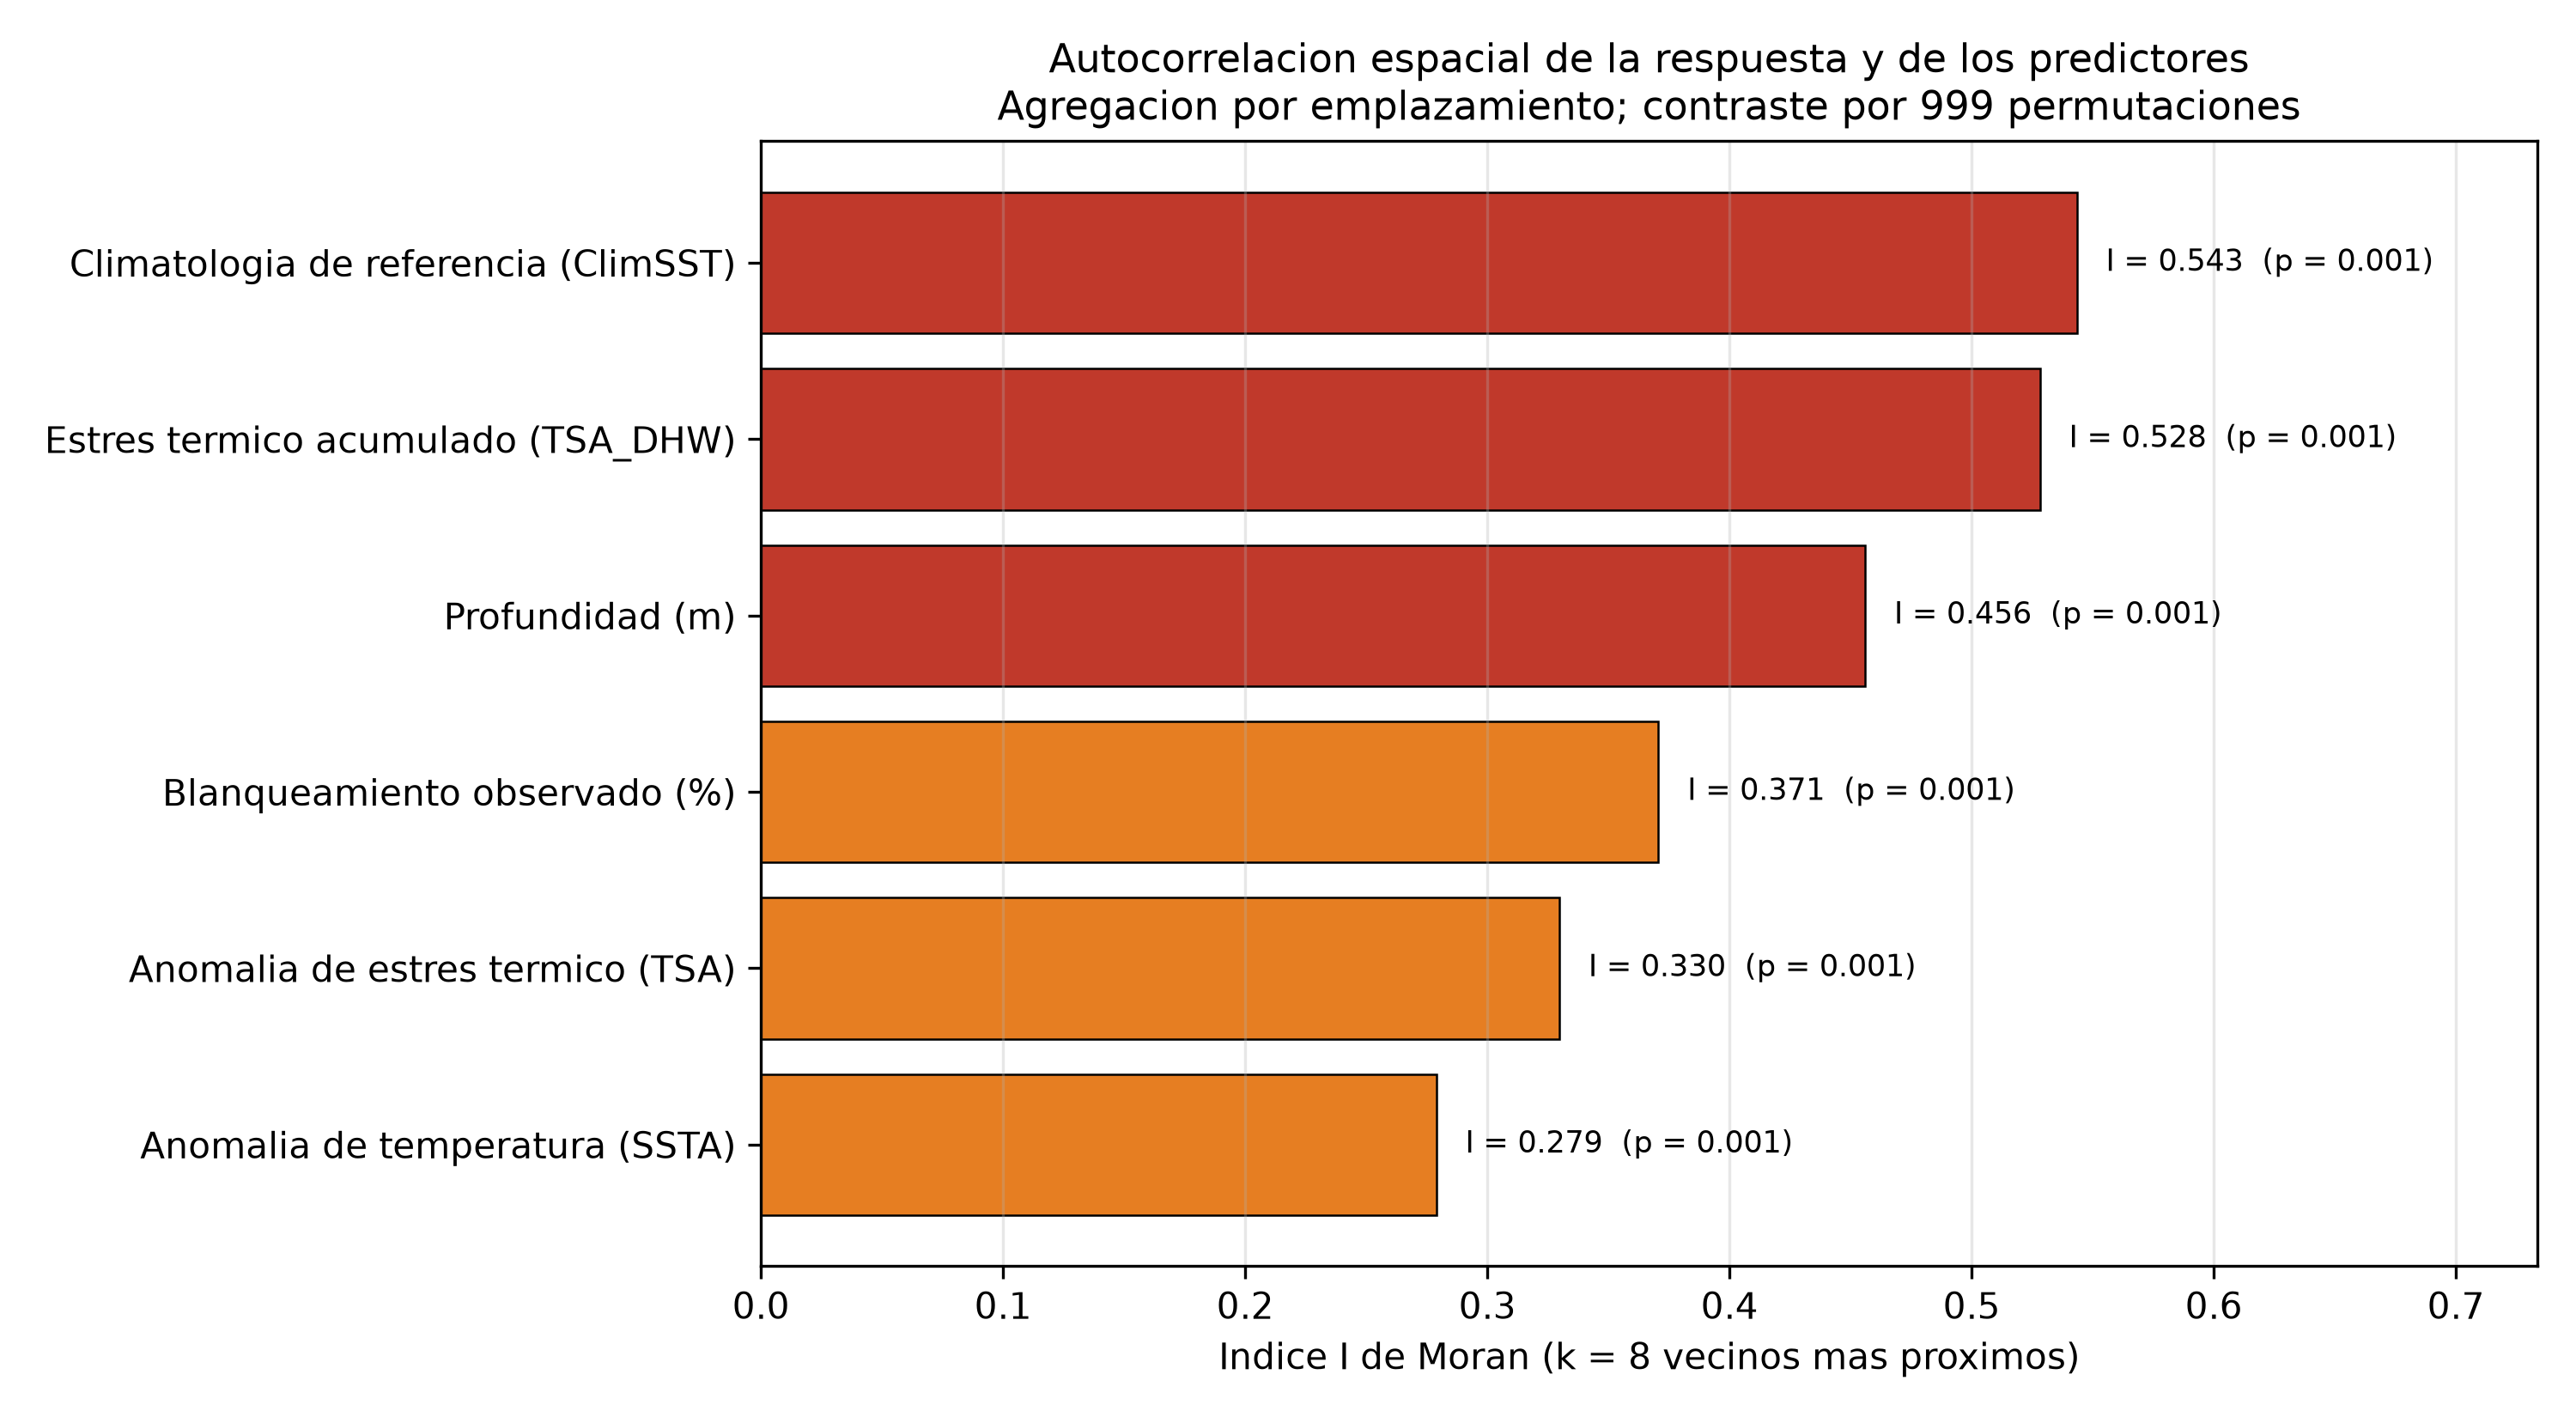 Autocorrelacion espacial de la respuesta y de los predictores
Agregacion por emplazamiento; contraste por 999 permutaciones
Climatologia de referencia (ClimSST)
I = 0.543 (p = 0.001)
Estres termico acumulado (TSA_DHW)
I = 0.528 (p = 0.001)
Profundidad (m)
I = 0.456 (p = 0.001)
Blanqueamiento observado (%)
I = 0.371 (p = 0.001)
Anomalia de estres termico (TSA)
I = 0.330 (p = 0.001)
Anomalia de temperatura (SSTA)
I = 0.279 (p = 0.001)
0.0 0.1 0.2 0.3 0.4 0.5 0.6 0.7
Indice I de Moran (k = 8 vecinos mas proximos)